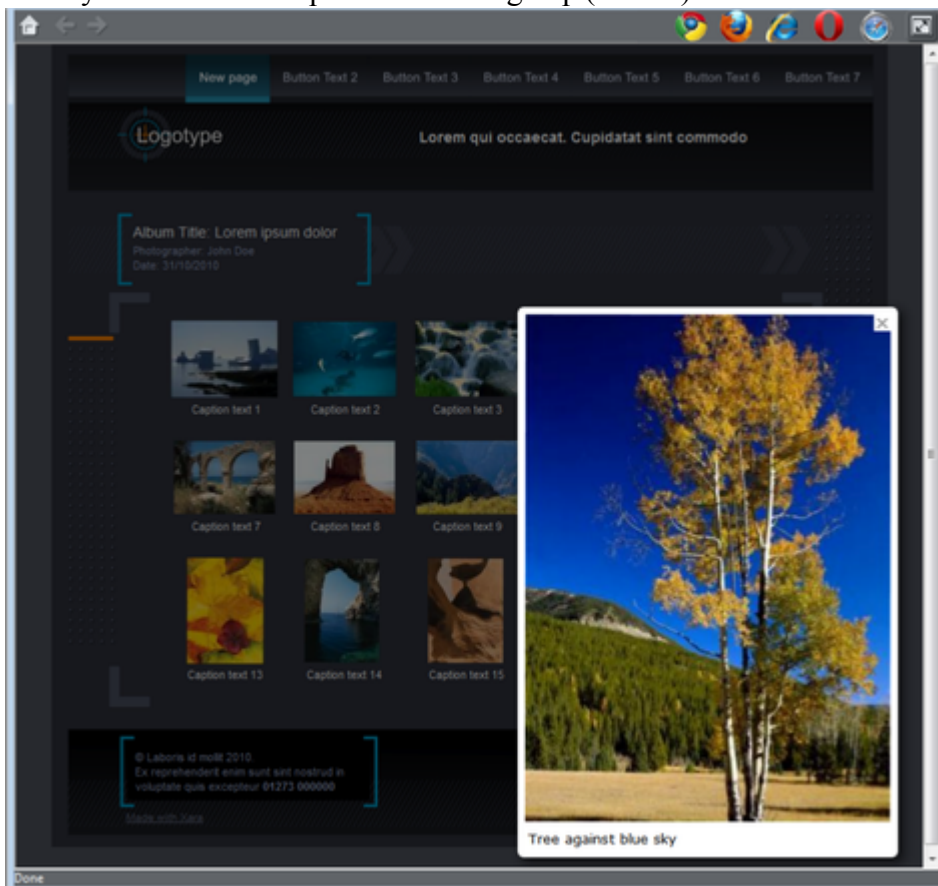 New page Button Text 2 Button Text 3 Button Text 4 Button Text 5 Button Text 6 Button Text 7
Logotype
Lorem qui occaecat. Cupidatat sint commodo
Album Title: Lorem ipsum dolor
Photographer: John Doe
Date: 31/10/2010
Caption text 1 Caption text 2 Caption text 3
Caption text 7 Caption text 8 Caption text 9
Caption text 13 Caption text 14 Caption text 15
© Laboris id mollit 2010.
Ex reprehenderit enim sunt sint nostrud in
voluptate quis excepteur 01273 000000
Made with Xara
Tree against blue sky
Done